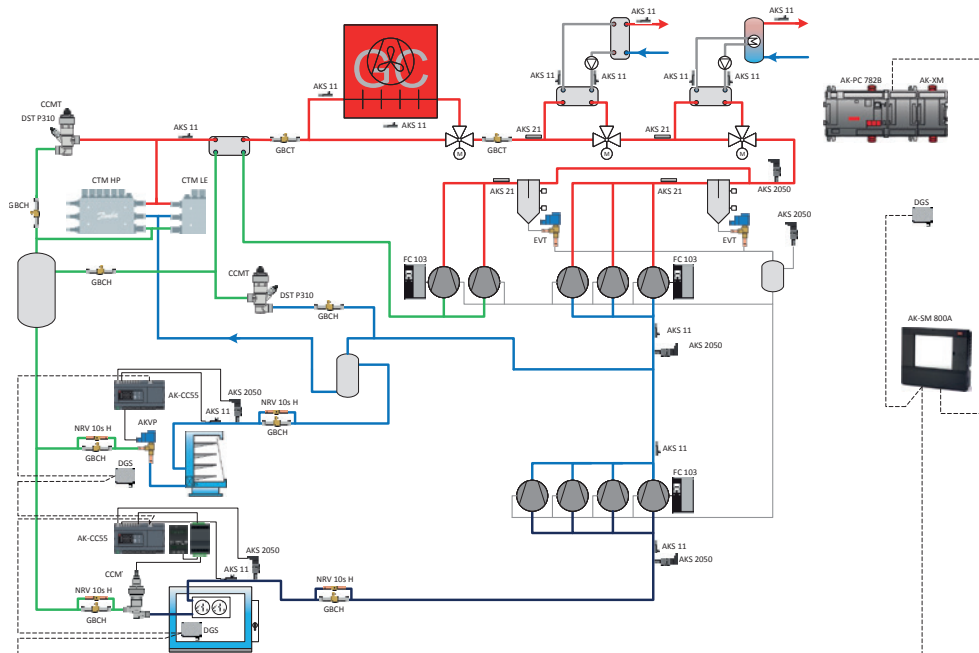 AKS 11
AKS 11
GC
AKS 11
AKS 11
AKS 11
AKS 11
AK-PC 782B
AK-XM
CCMT
DST P310
AKS 11
AKS 11
AKS 11
GBCT
GBCT
AKS 21
AKS 21
M
M
M
M
CTM HP
CTM LE
Danfoss
GBCH
AKS 21
AKS 21
AKS 2050
DGS
EVT
EVT
AKS 2050
FC 103
FC 103
GBCH
CCMT
DST P310
GBCH
AKS 11
AKS 2050
AK-SM 800A
AK-CC55
AKS 2050
AKS 11
NRV 10s H
GBCH
NRV 10s H
GBCH
AKVP
DGS
AKS 11
FC 103
AK-CC55
AKS 2050
AKS 11
AKS 11
AKS 2050
CCM
NRV 10s H
GBCH
NRV 10s H
GBCH
DGS